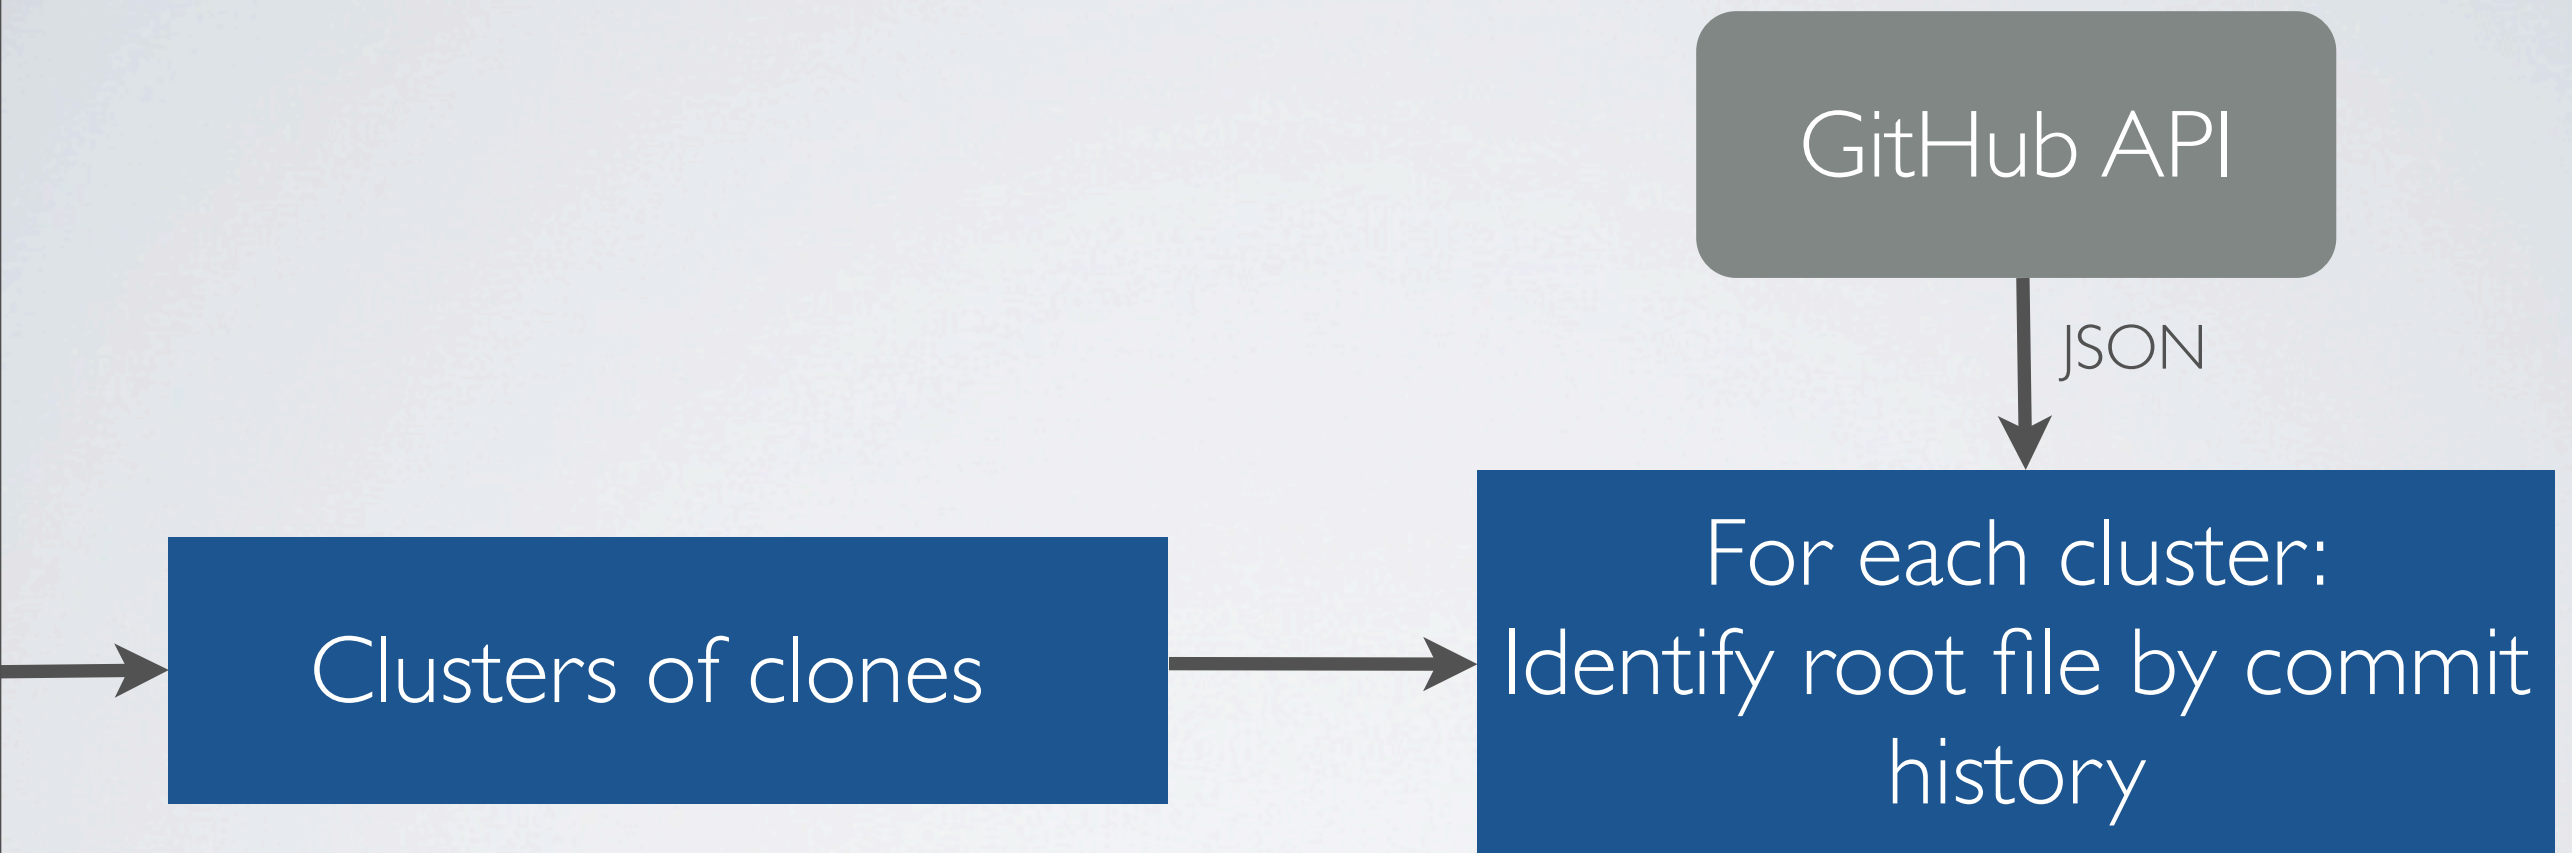 GitHub API
JSON
Clusters of clones
For each cluster:
Identify root file by commit
history